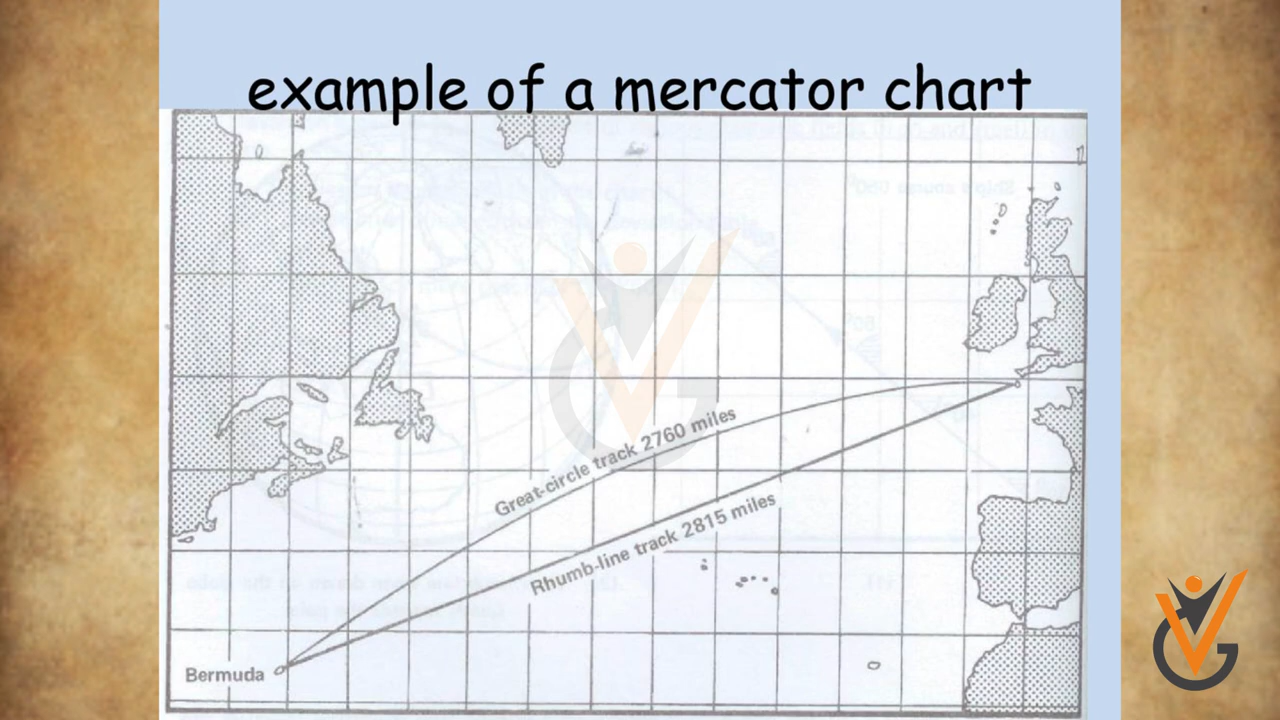 example of a mercator chart
Great-circle track 2760 miles
Rhumb-line track 2815 miles
Bermuda